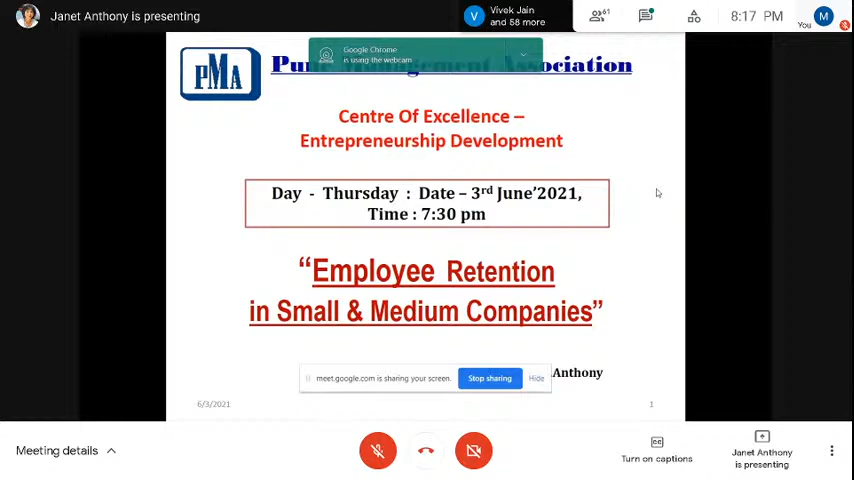 Janet Anthony is presenting
V
Vivek Jain
and 58 more
61
8:17 PM
You
M
Google Chrome
is using the webcam
PMA
Association
Centre Of Excellence –
Entrepreneurship Development
Day - Thursday : Date – 3rd June’2021,
Time : 7:30 pm
“Employee Retention
in Small & Medium Companies”
meet.google.com is sharing your screen.
Stop sharing
Hide
Anthony
6/3/2021
1
Meeting details
Turn on captions
Janet Anthony
is presenting